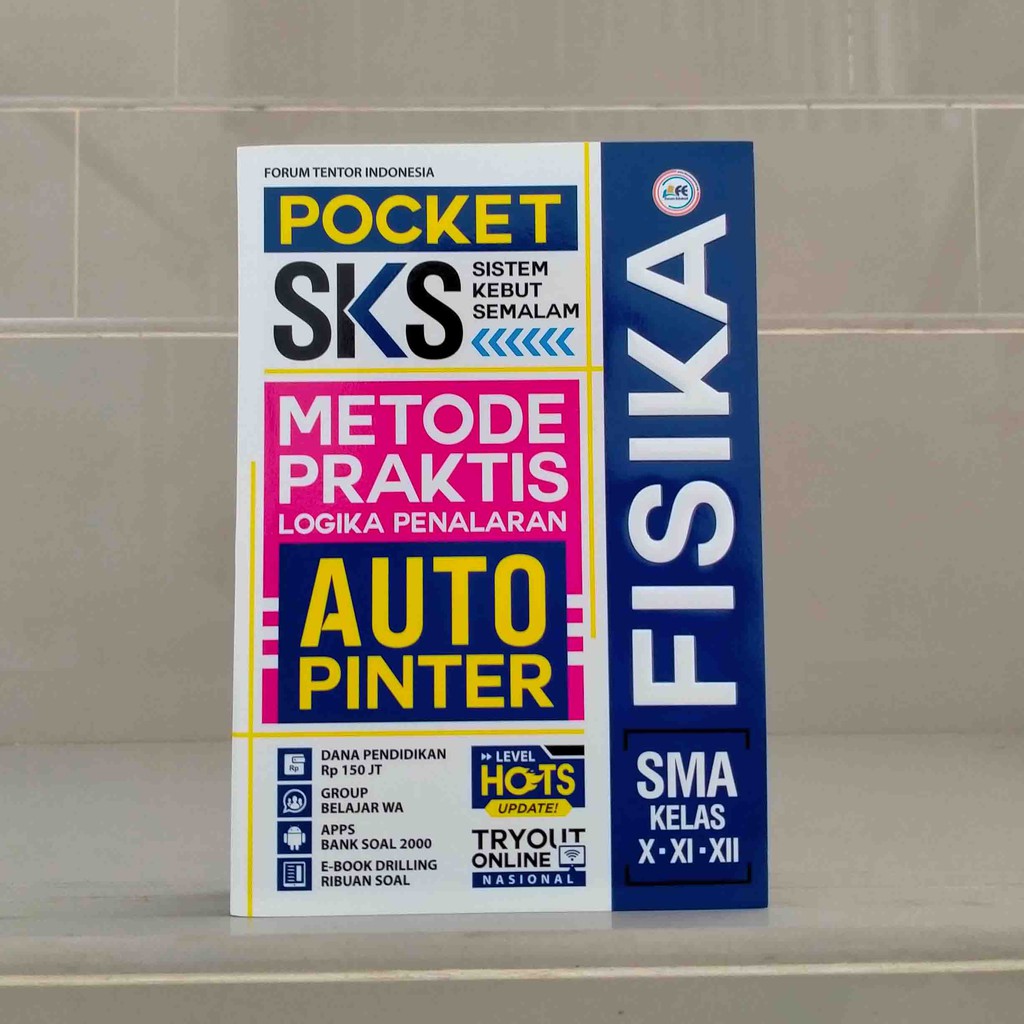 FORUM TENTOR INDONESIA
POCKET
SKS
SISTEM
KEBUT
SEMALAM
METODE
PRAKTIS
LOGIKA PENALARAN
AUTO
PINTER
Rp
DANA PENDIDIKAN
Rp 150 JT
GROUP
BELAJAR WA
APPS
BANK SOAL 2000
E-BOOK DRILLING
RIBUAN SOAL
LEVEL
HOTS
UPDATE!
TRYOUT
ONLINE
NASIONAL
FE
FISIKA
SMA
KELAS
X • XI • XII